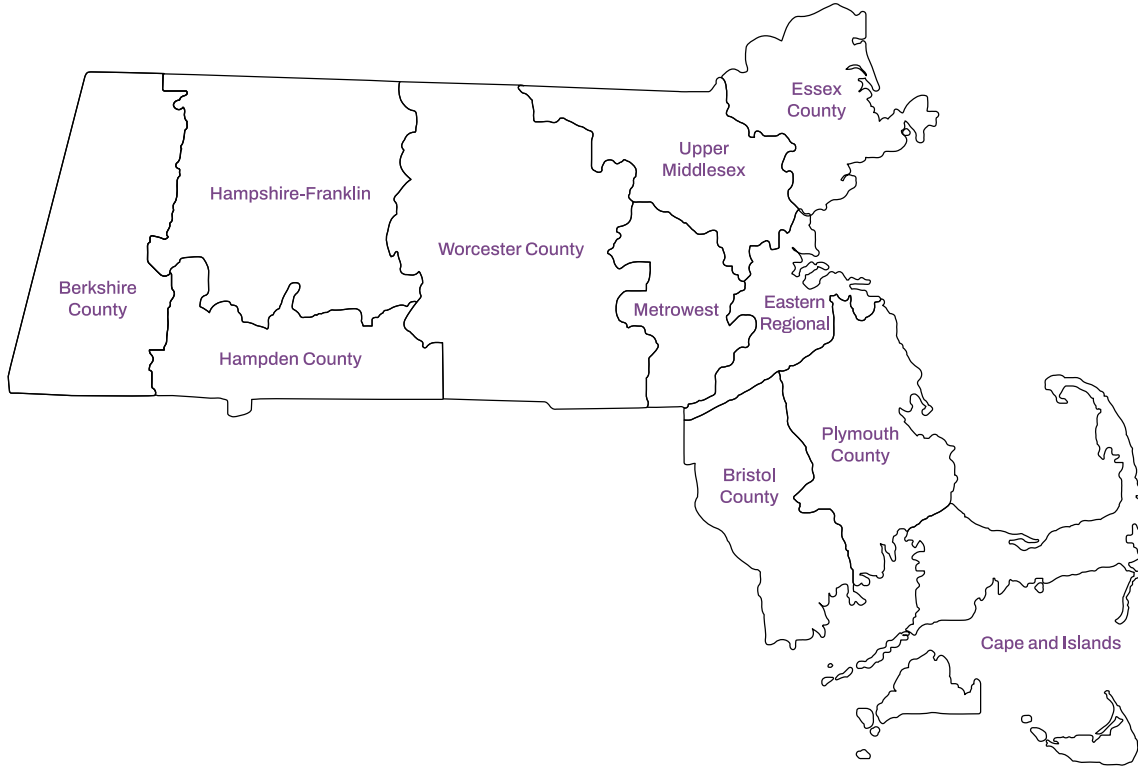 Essex
County
Upper
Middlesex
Hampshire-Franklin
Worcester County
Berkshire
County
Metrowest
Eastern
Regional
Hampden County
Plymouth
County
Bristol
County
Cape and Islands